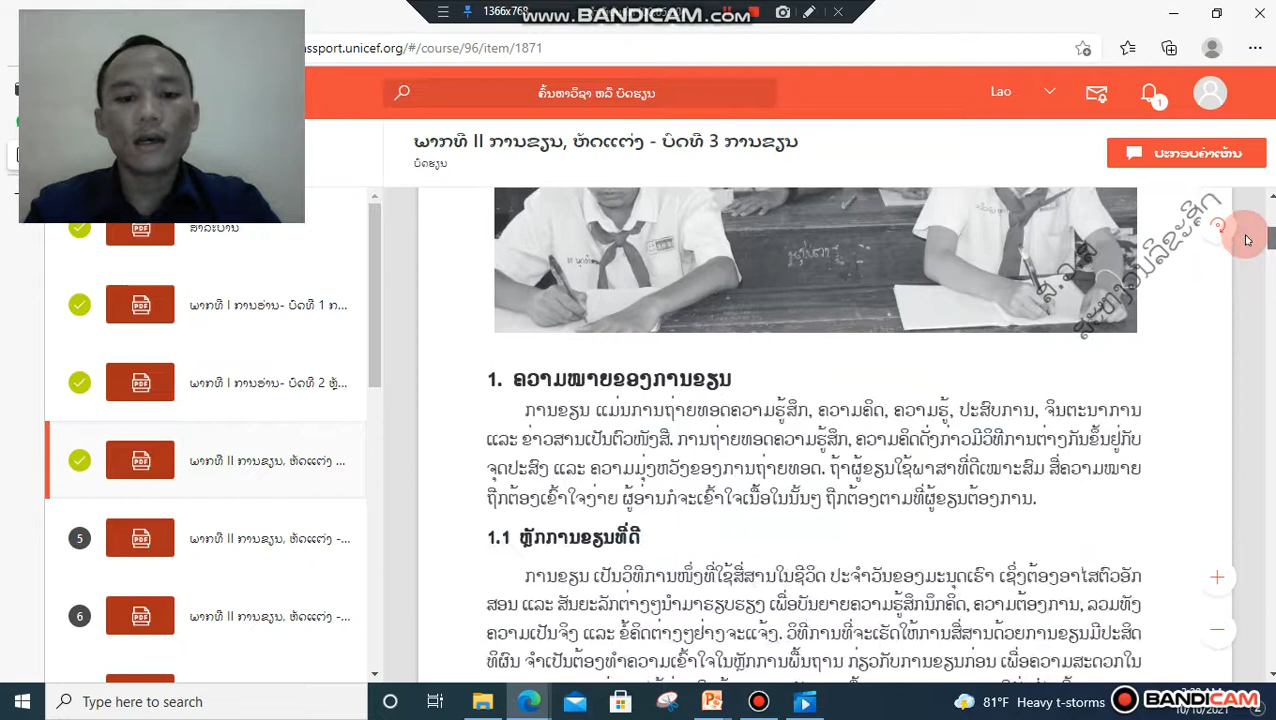 1366x768
www.BANDICAM.com
ssport.unicef.org/#/course/96/item/1871
ຄົ້ນຫາວິຊາ ຫລື ບົດຮຽນ
Lao
1
ພາກທີ II ການຂຽນ, ຫັດແຕ່ງ - ບົດທີ 3 ການຂຽນ
ບົດຮຽນ
ປະກອບຄຳເຫັນ
ສາລະບານ
ພາກທີ I ການອ່ານ- ບົດທີ 1 ກ...
ພາກທີ I ການອ່ານ- ບົດທີ 2 ຫຼັ...
ພາກທີ II ການຂຽນ, ຫັດແຕ່ງ ...
5
ພາກທີ II ການຂຽນ, ຫັດແຕ່ງ -...
6
ພາກທີ II ການຂຽນ, ຫັດແຕ່ງ -...
PDF
PDF
PDF
PDF
PDF
PDF
ສ.ວ.ສ
ສະຫງວນລິຂະສິດ
1. ຄວາມໝາຍຂອງການຂຽນ
ການຂຽນ ແມ່ນການຖ່າຍທອດຄວາມຮູ້ສຶກ, ຄວາມຄິດ, ຄວາມຮູ້, ປະສົບການ, ຈິນຕະນາການ
ແລະ ຂ່າວສານເປັນຕົວໜັງສື. ການຖ່າຍທອດຄວາມຮູ້ສຶກ, ຄວາມຄິດດັ່ງກ່າວມີວິທີການຕ່າງກັນຂຶ້ນຢູ່ກັບ
ຈຸດປະສົງ ແລະ ຄວາມມຸ່ງຫວັງຂອງການຖ່າຍທອດ. ຖ້າຜູ້ຂຽນໃຊ້ພາສາທີ່ດີເໝາະສົມ ສື່ຄວາມໝາຍ
ຖືກຕ້ອງເຂົ້າໃຈງ່າຍ ຜູ້ອ່ານກໍຈະເຂົ້າໃຈເນື້ອໃນນັ້ນໆ ຖືກຕ້ອງຕາມທີ່ຜູ້ຂຽນຕ້ອງການ.
1.1 ຫຼັກການຂຽນທີ່ດີ
ການຂຽນ ເປັນວິທີການໜຶ່ງທີ່ໃຊ້ສື່ສານໃນຊີວິດ ປະຈຳວັນຂອງມະນຸດເຮົາ ເຊິ່ງຕ້ອງອາໄສຕົວອັກ
ສອນ ແລະ ສັນຍະລັກຕ່າງໆນຳມາຮຽບຮຽງ ເພື່ອບັນຍາຍຄວາມຮູ້ສຶກນຶກຄິດ, ຄວາມຕ້ອງການ, ລວມທັງ
ຄວາມເປັນຈິງ ແລະ ຂໍ້ຄິດຕ່າງໆຢ່າງຈະແຈ້ງ. ວິທີການທີ່ຈະເຮັດໃຫ້ການສື່ສານດ້ວຍການຂຽນມີປະສິດ
ທິຜົນ ຈຳເປັນຕ້ອງທຳຄວາມເຂົ້າໃຈໃນຫຼັກການພື້ນຖານ ກ່ຽວກັບການຂຽນກ່ອນ ເພື່ອຄວາມສະດວກໃນ
Type here to search
81°F Heavy t-storms
10/10/2021
BANDICAM